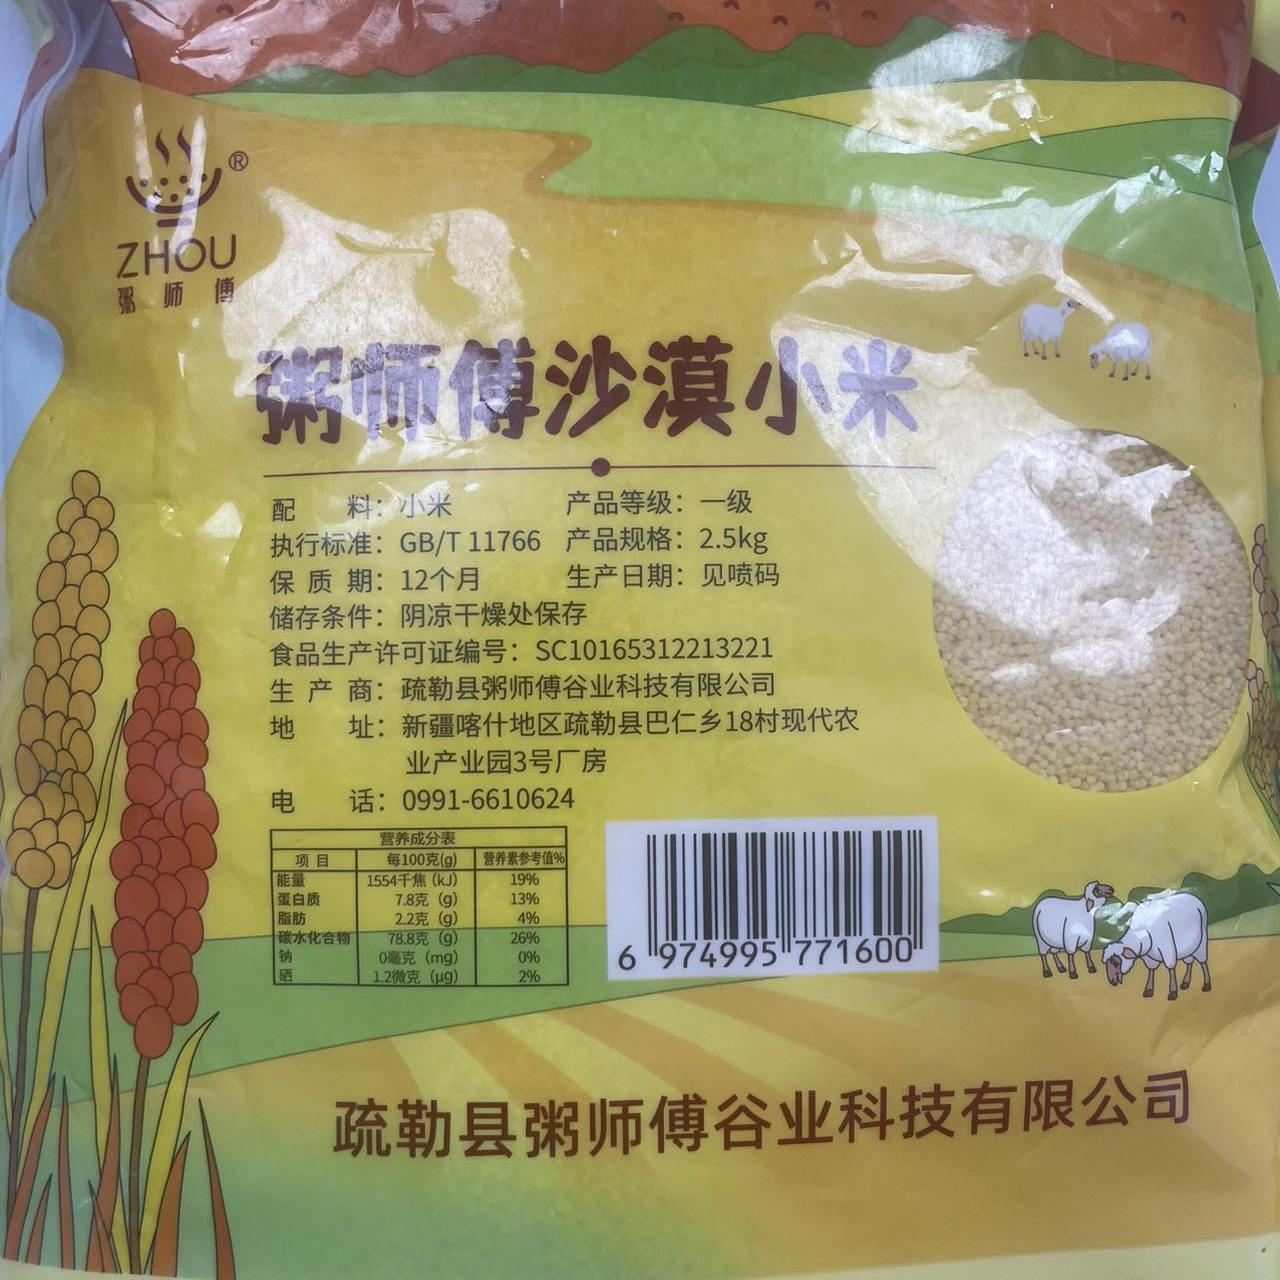 ®
ZHOU
粥师傅
粥师傅沙漠小米
配 料：小米 产品等级：一级
执行标准：GB/T 11766 产品规格：2.5kg
保 质 期：12个月 生产日期：见喷码
储存条件：阴凉干燥处保存
食品生产许可证编号：SC10165312213221
生 产 商：疏勒县粥师傅谷业科技有限公司
地 址：新疆喀什地区疏勒县巴仁乡18村现代农
业产业园3号厂房
电 话：0991-6610624
营养成分表
项 目 每100克(g) 营养素参考值%
能量 1554千焦（kJ） 19%
蛋白质 7.8克（g） 13%
脂肪 2.2克（g） 4%
碳水化合物 78.8克（g） 26%
钠 0毫克（mg） 0%
硒 1.2微克（μg） 2%
6 974995 771600
疏勒县粥师傅谷业科技有限公司